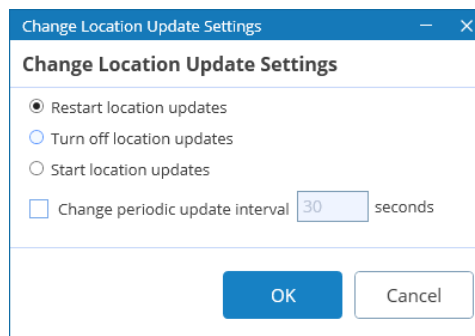 Change Location Update Settings
Change Location Update Settings
Restart location updates
Turn off location updates
Start location updates
Change periodic update interval 30 seconds
OK Cancel